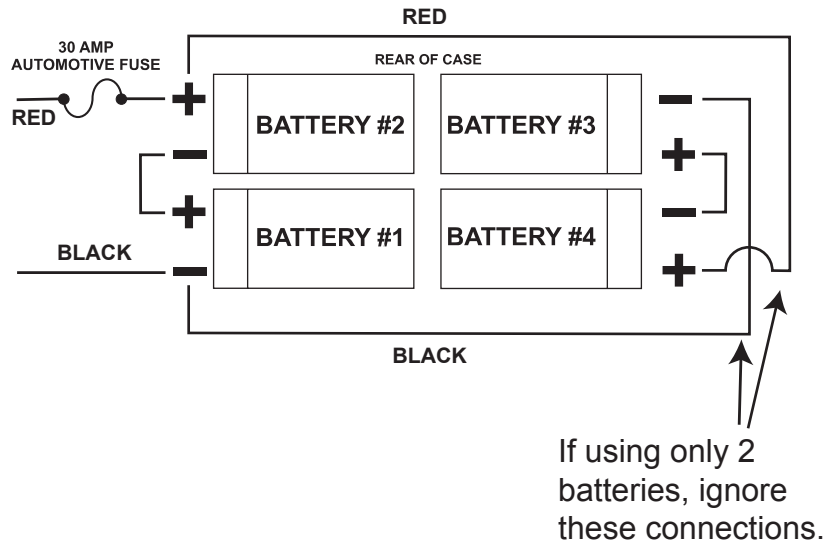 RED
30 AMP
AUTOMOTIVE FUSE
REAR OF CASE
RED
BATTERY #2
BATTERY #3
BLACK
BATTERY #1
BATTERY #4
BLACK
If using only 2
batteries, ignore
these connections.